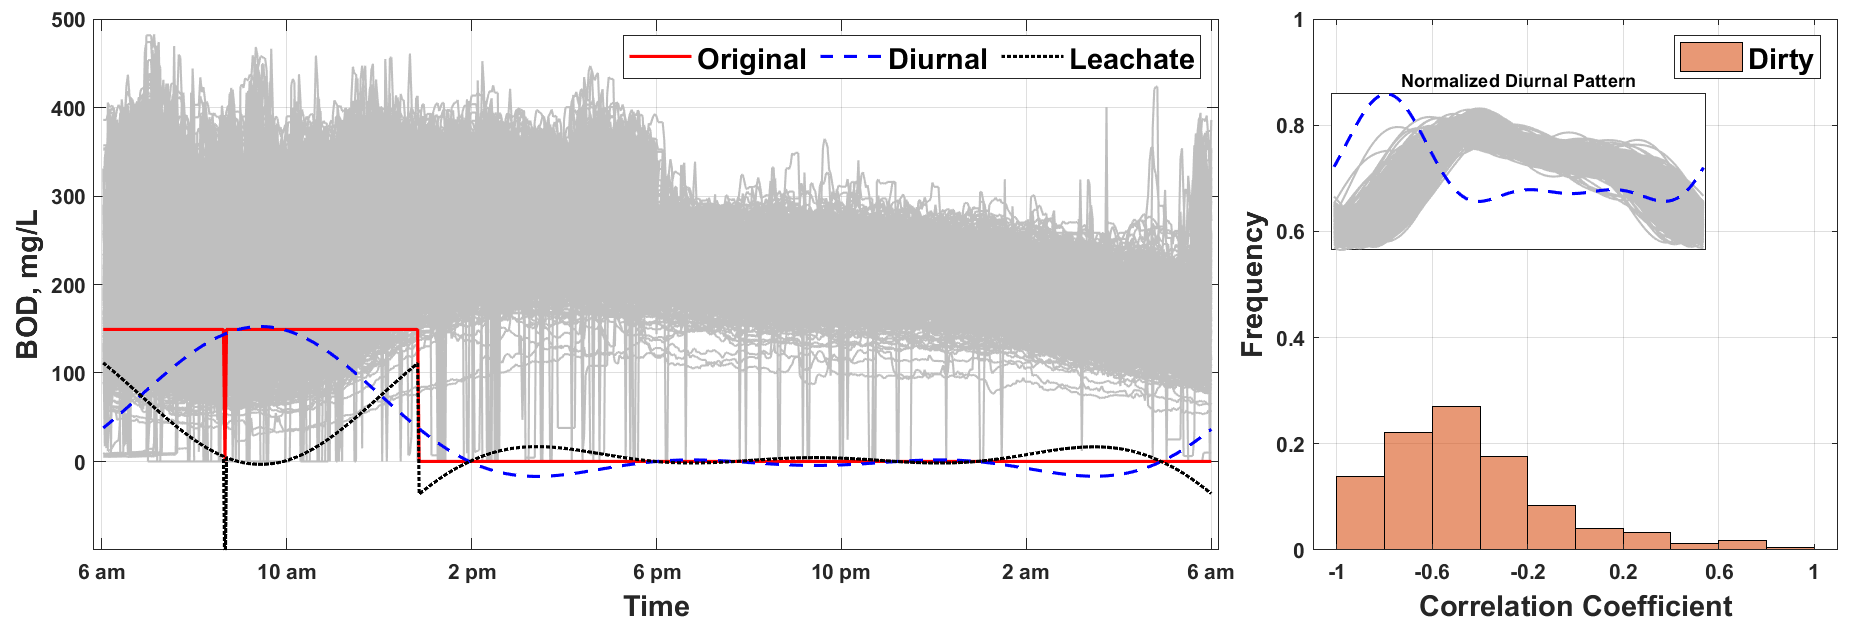 500
400
300
200
100
0
BOD, mg/L
Original Diurnal Leachate
6 am 10 am 2 pm 6 pm 10 pm 2 am 6 am
Time
1
0.8
0.6
0.4
0.2
0
Frequency
Dirty
Normalized Diurnal Pattern
-1 -0.6 -0.2 0.2 0.6 1
Correlation Coefficient